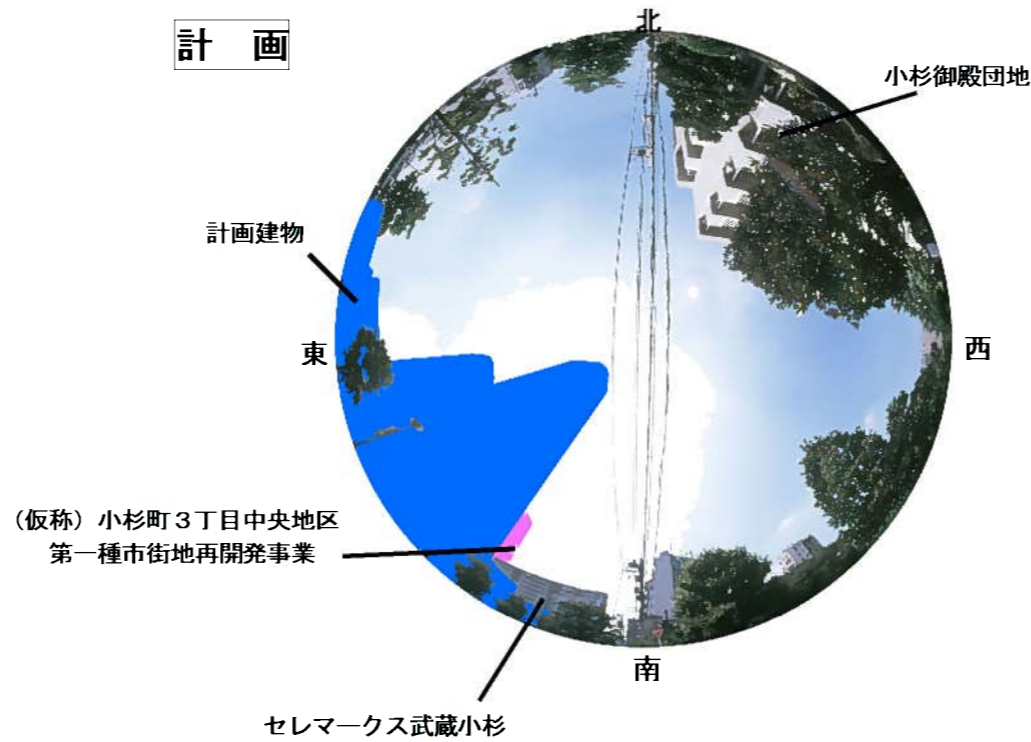 計 画
北
小杉御殿団地
計画建物
東
西
（仮称）小杉町３丁目中央地区
第一種市街地再開発事業
南
セレマークス武蔵小杉